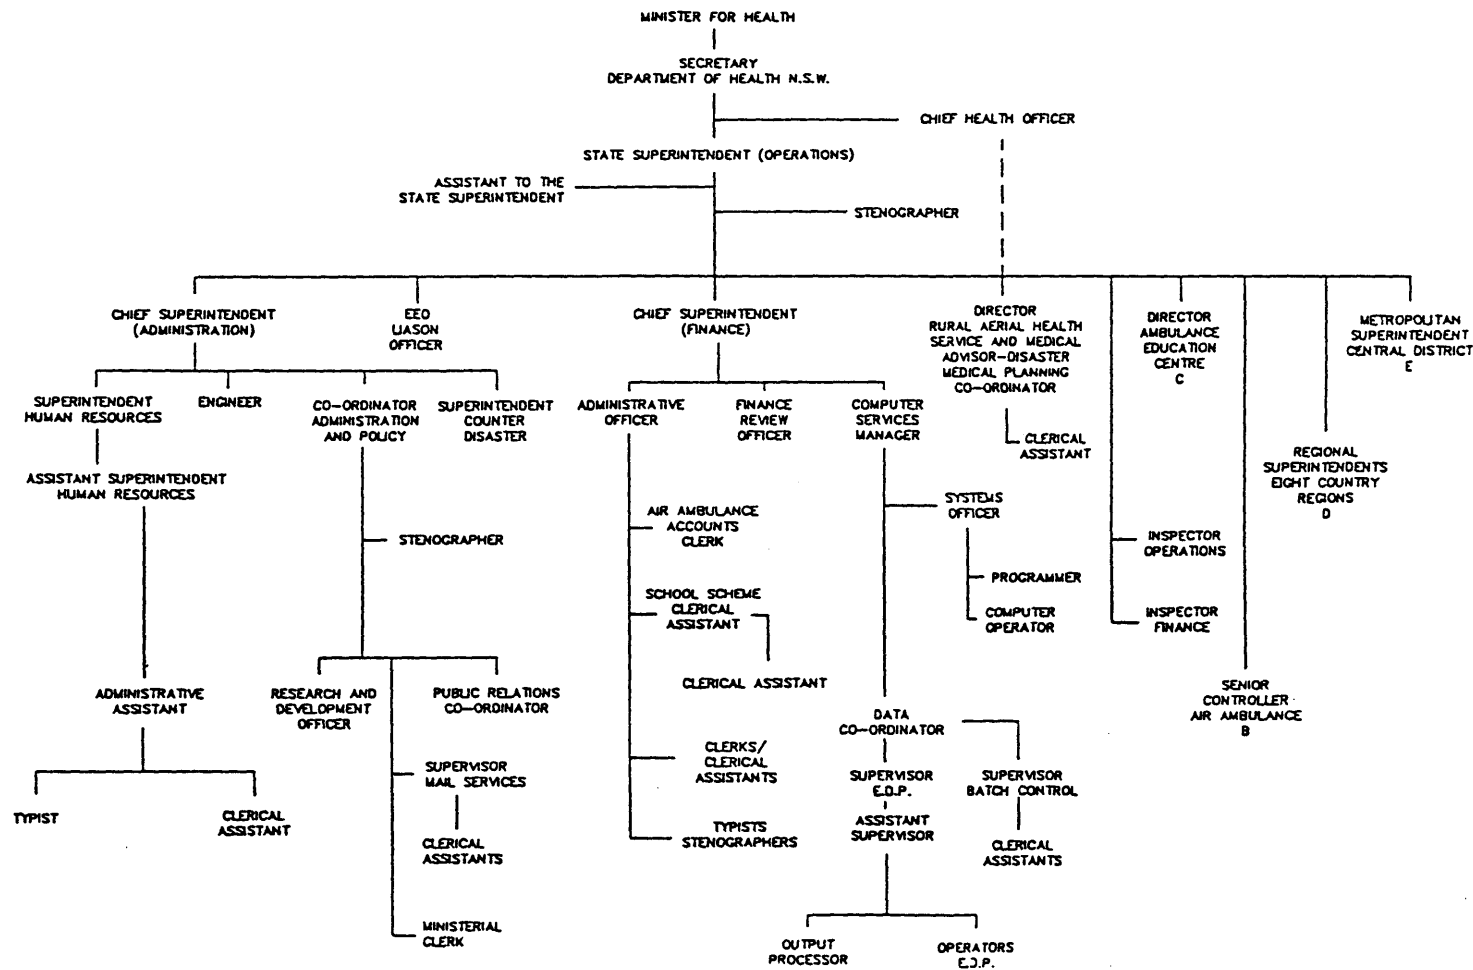 MINISTER FOR HEALTH
SECRETARY
DEPARTMENT OF HEALTH N.S.W.
CHIEF HEALTH OFFICER
STATE SUPERINTENDENT (OPERATIONS)
ASSISTANT TO THE
STATE SUPERINTENDENT
STENOGRAPHER
CHIEF SUPERINTENDENT
(ADMINISTRATION)
EEO
LIASON
OFFICER
CHIEF SUPERINTENDENT
(FINANCE)
DIRECTOR
RURAL AERIAL HEALTH
SERVICE AND MEDICAL
ADVISOR-DISASTER
MEDICAL PLANNING
CO-ORDINATOR
DIRECTOR
AMBULANCE
EDUCATION
CENTRE
C
METROPOLITAN
SUPERINTENDENT
CENTRAL DISTRICT
E
SUPERINTENDENT
HUMAN RESOURCES
ENGINEER
CO-ORDINATOR
ADMINISTRATION
AND POLICY
SUPERINTENDENT
COUNTER
DISASTER
ADMINISTRATIVE
OFFICER
FINANCE
REVIEW
OFFICER
COMPUTER
SERVICES
MANAGER
CLERICAL
ASSISTANT
REGIONAL
SUPERINTENDENTS
EIGHT COUNTRY
REGIONS
D
ASSISTANT SUPERINTENDENT
HUMAN RESOURCES
STENOGRAPHER
AIR AMBULANCE
ACCOUNTS
CLERK
SYSTEMS
OFFICER
INSPECTOR
OPERATIONS
PROGRAMMER
SCHOOL SCHEME
CLERICAL
ASSISTANT
COMPUTER
OPERATOR
INSPECTOR
FINANCE
CLERICAL ASSISTANT
ADMINISTRATIVE
ASSISTANT
RESEARCH AND
DEVELOPMENT
OFFICER
PUBLIC RELATIONS
CO-ORDINATOR
SENIOR
CONTROLLER
AIR AMBULANCE
B
DATA
CO-ORDINATOR
CLERKS/
CLERICAL
ASSISTANTS
SUPERVISOR
MAIL SERVICES
SUPERVISOR
E.D.P.
SUPERVISOR
BATCH CONTROL
TYPIST
CLERICAL
ASSISTANT
ASSISTANT
SUPERVISOR
TYPISTS
STENOGRAPHERS
CLERICAL
ASSISTANTS
CLERICAL
ASSISTANTS
MINISTERIAL
CLERK
OUTPUT
PROCESSOR
OPERATORS
E.D.P.